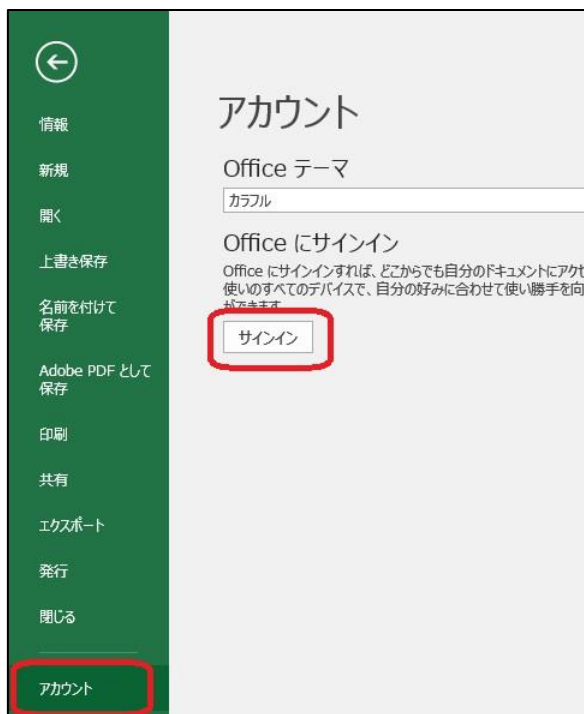 情報
新規
開く
上書き保存
名前を付けて
保存
Adobe PDF として
保存
印刷
共有
エクスポート
発行
閉じる
アカウント
アカウント
Office テーマ
カラフル
Office にサインイン
Office にサインインすれば、どこからでも自分のドキュメントにアクセ
使いのすべてのデバイスで、自分の好みに合わせて使い勝手を向
ができます。
サインイン